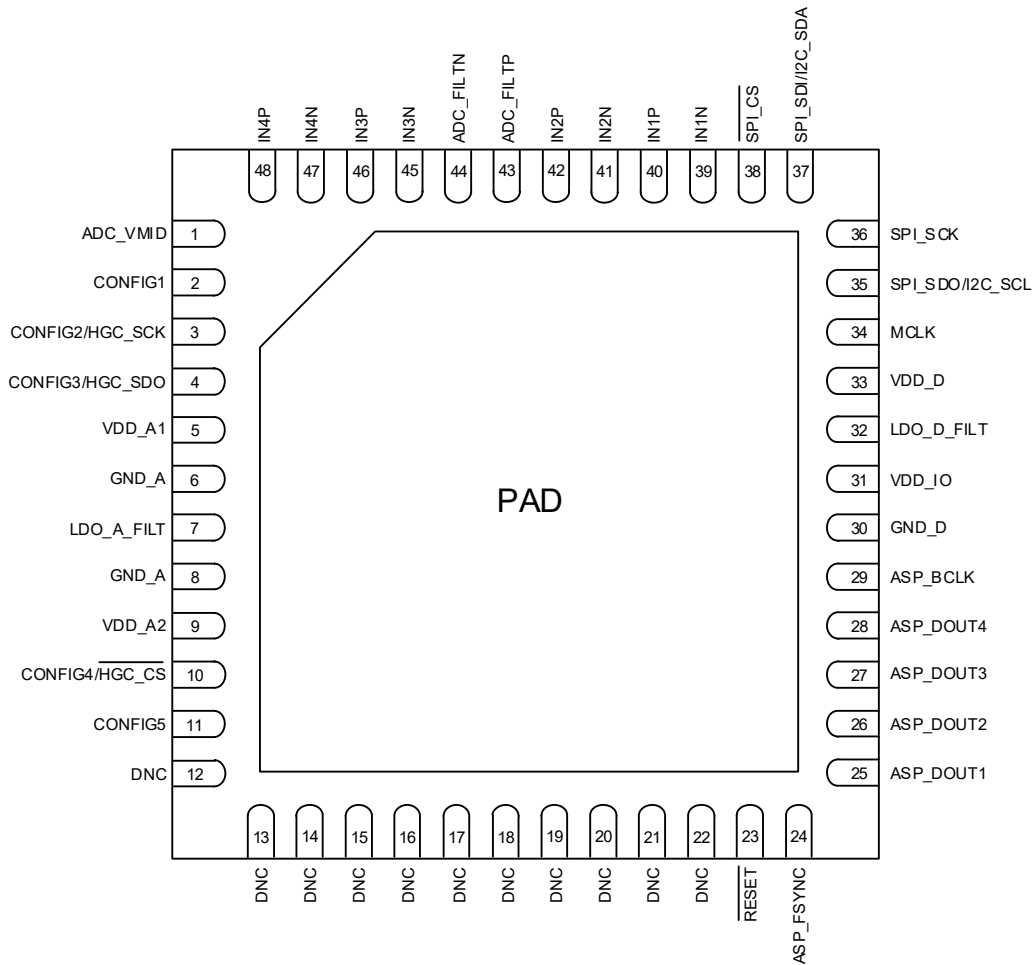 IN4P
IN4N
IN3P
IN3N
ADC_FILTN
ADC_FILTP
IN2P
IN2N
IN1P
IN1N
SPI_CS
SPI_SDI/I2C_SDA
48
47
46
45
44
43
42
41
40
39
38
37
ADC_VMID 1
CONFIG1 2
CONFIG2/HGC_SCK 3
CONFIG3/HGC_SDO 4
VDD_A1 5
GND_A 6
LDO_A_FILT 7
GND_A 8
VDD_A2 9
CONFIG4/HGC_CS 10
CONFIG5 11
DNC 12
PAD
36 SPI_SCK
35 SPI_SDO/I2C_SCL
34 MCLK
33 VDD_D
32 LDO_D_FILT
31 VDD_IO
30 GND_D
29 ASP_BCLK
28 ASP_DOUT4
27 ASP_DOUT3
26 ASP_DOUT2
25 ASP_DOUT1
13
14
15
16
17
18
19
20
21
22
23
24
DNC
DNC
DNC
DNC
DNC
DNC
DNC
DNC
DNC
DNC
RESET
ASP_FSYNC